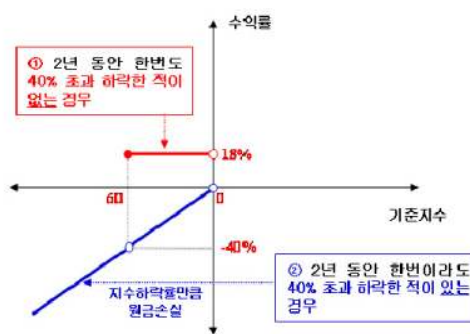 수익률
① 2년 동안 한번도
40% 초과 하락한 적이
없는 경우
18%
60
0
기준지수
-40%
지수하락률만큼
원금손실
② 2년 동안 한번이라도
40% 초과 하락한 적이 있는
경우